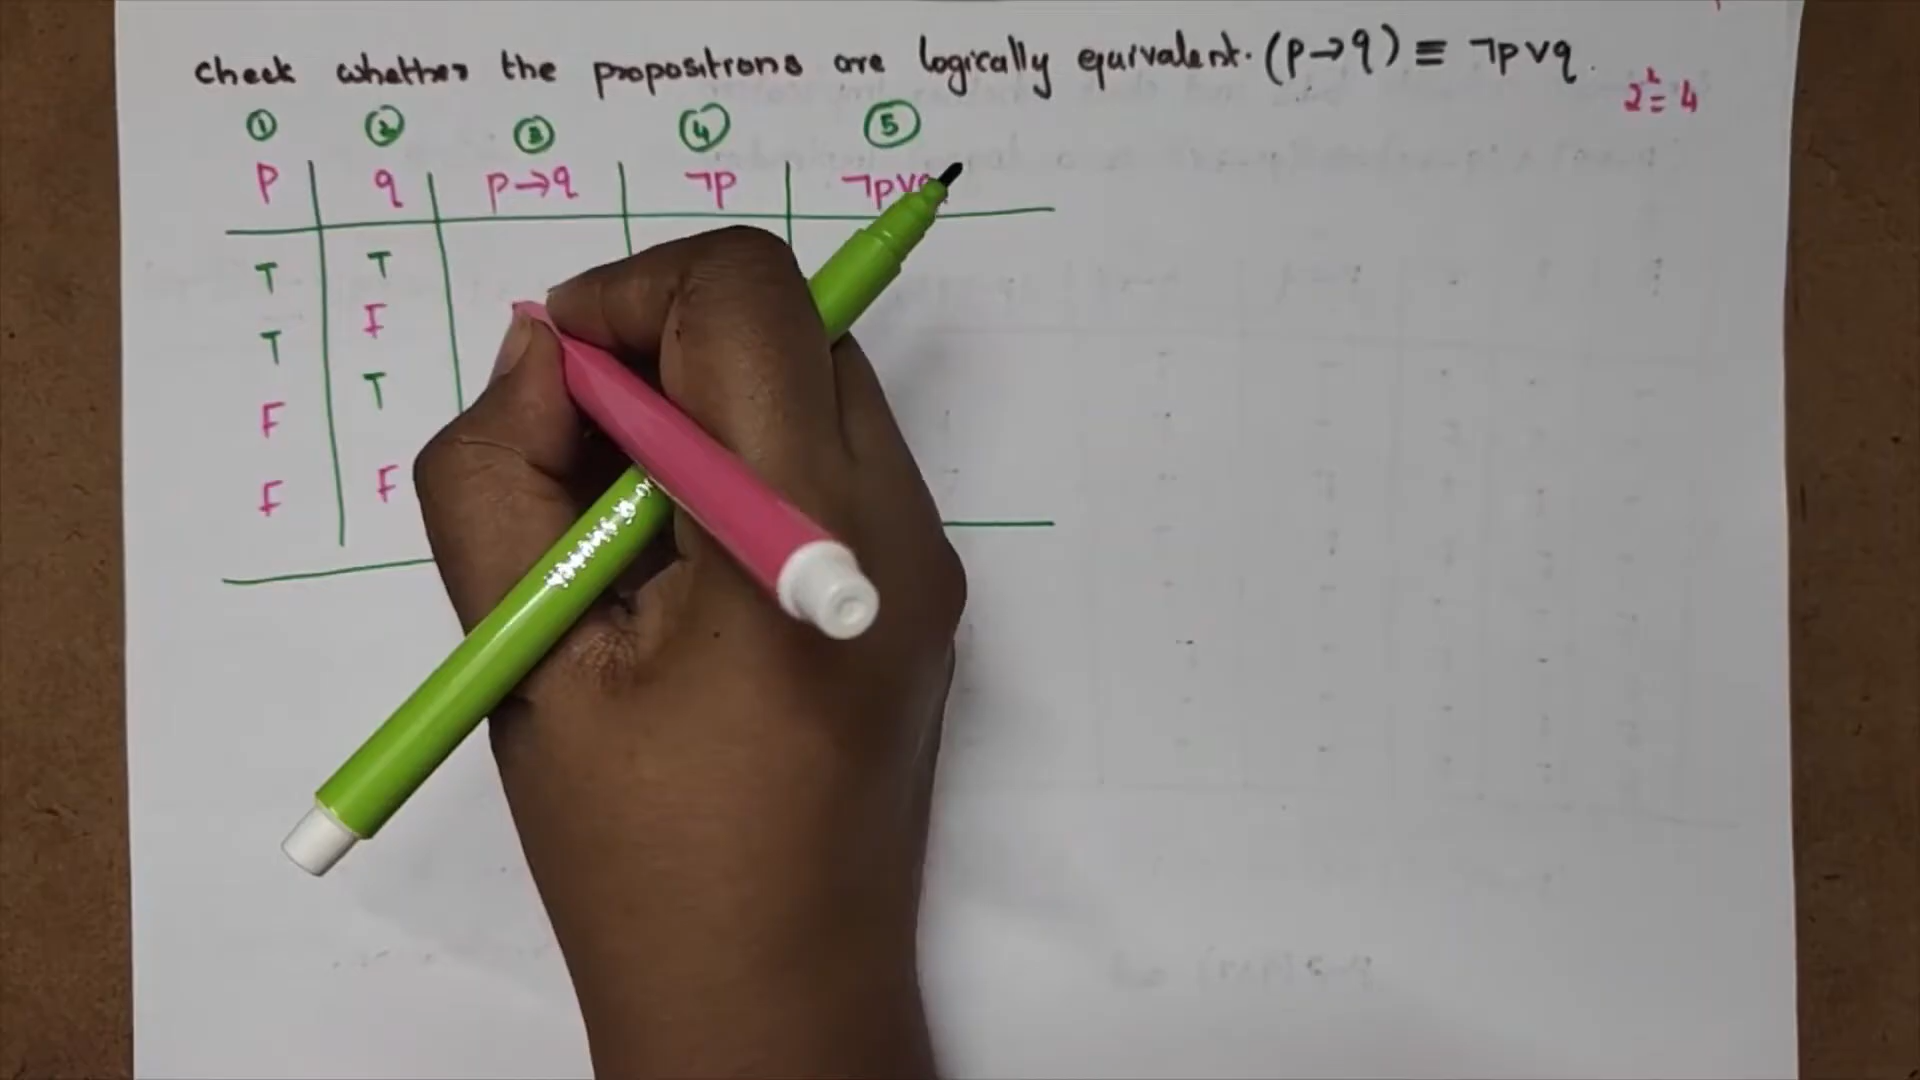 check whether the propositions are logically equivalent. (p→q) ≡ ¬p∨q.
2² = 4
① ② ③ ④ ⑤
P q p→q ¬p ¬p∨q
T T
T F
F T
F F